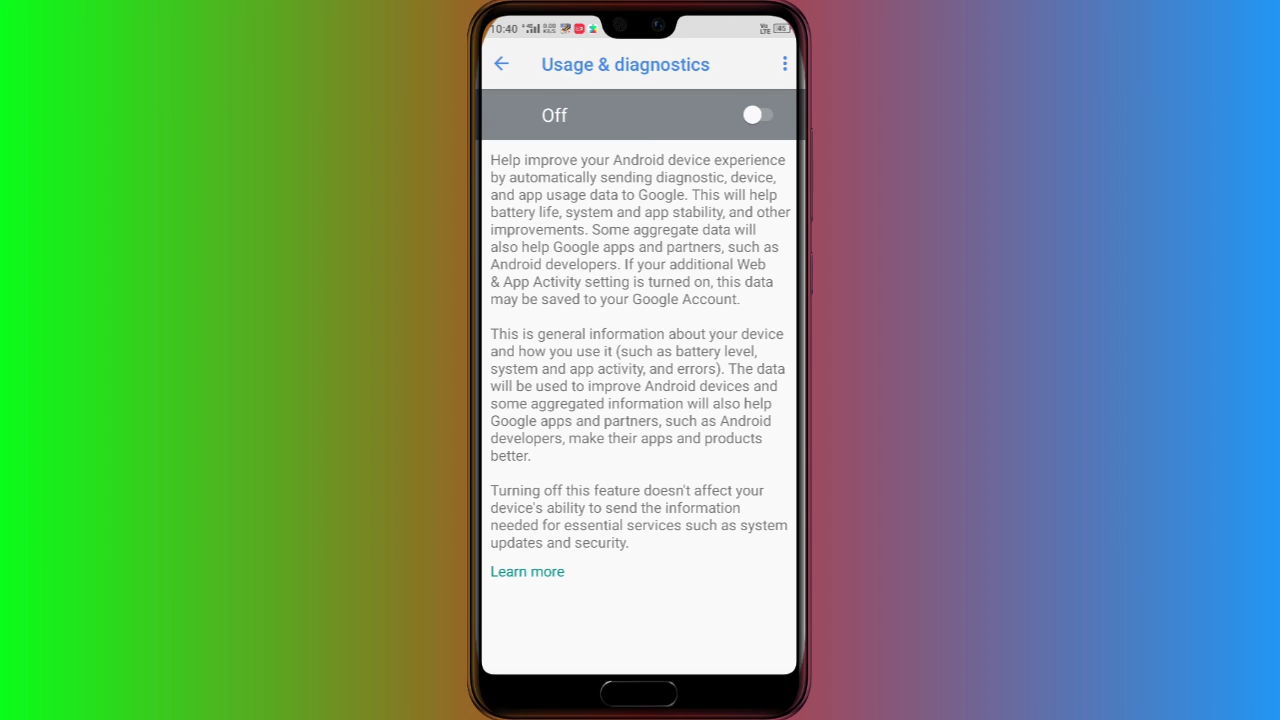 10:40
Usage & diagnostics
Off
Help improve your Android device experience
by automatically sending diagnostic, device,
and app usage data to Google. This will help
battery life, system and app stability, and other
improvements. Some aggregate data will
also help Google apps and partners, such as
Android developers. If your additional Web
& App Activity setting is turned on, this data
may be saved to your Google Account.
This is general information about your device
and how you use it (such as battery level,
system and app activity, and errors). The data
will be used to improve Android devices and
some aggregated information will also help
Google apps and partners, such as Android
developers, make their apps and products
better.
Turning off this feature doesn't affect your
device's ability to send the information
needed for essential services such as system
updates and security.
Learn more